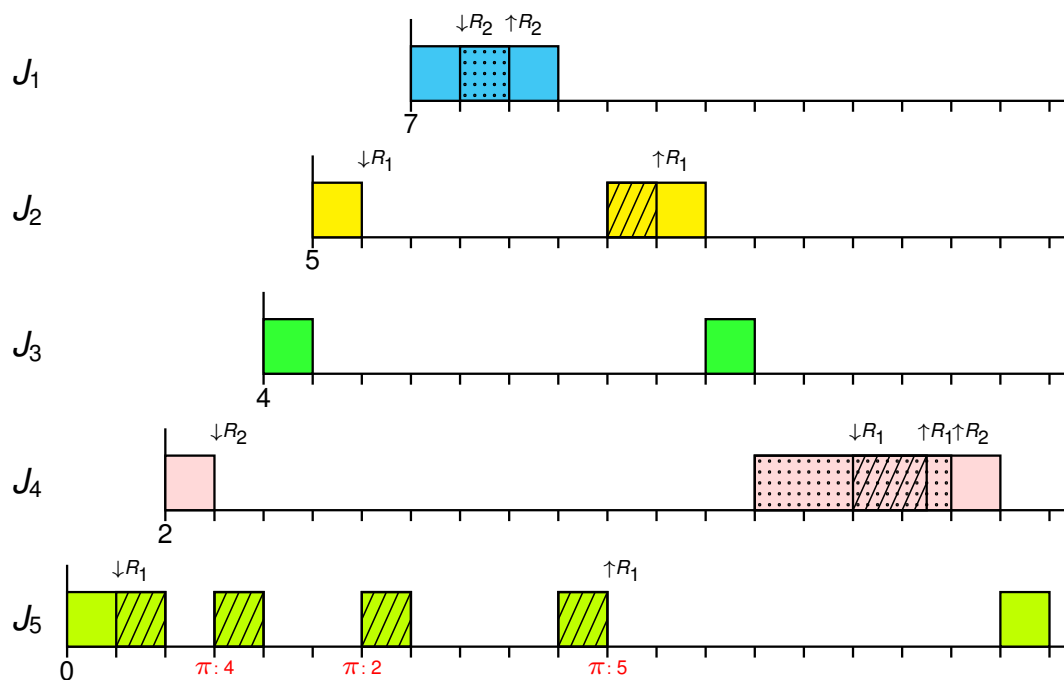 ↓R₂ ↑R₂
J₁
7
↓R₁ ↑R₁
J₂
5
J₃
4
↓R₂ ↓R₁ ↑R₁ ↑R₂
J₄
2
↓R₁ ↑R₁
J₅
0 π: 4 π: 2 π: 5